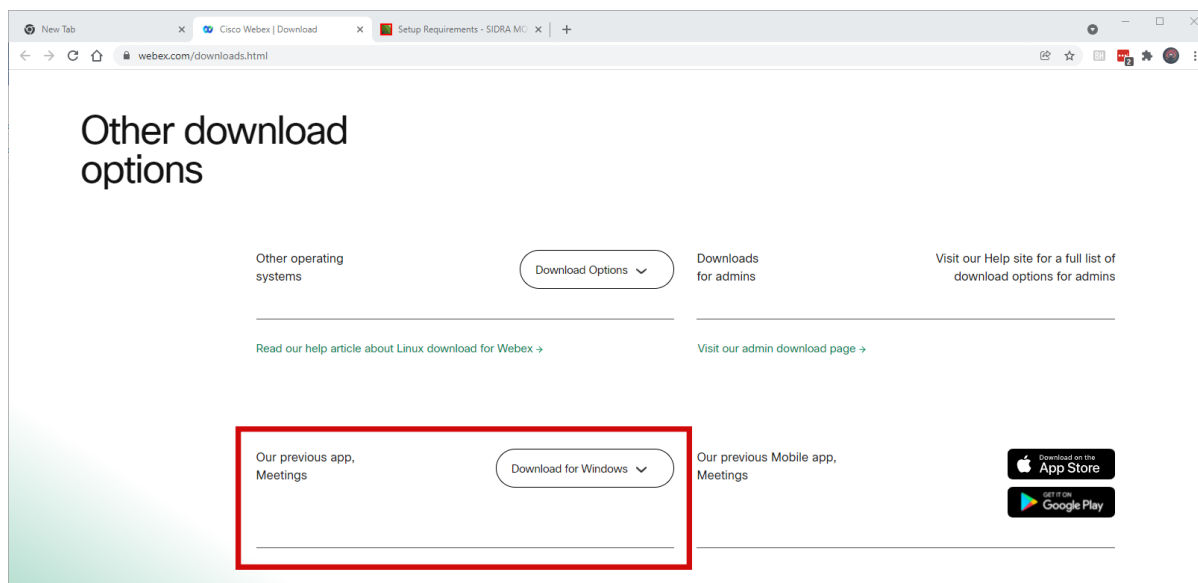 New Tab
Cisco Webex | Download
Setup Requirements - SIDRA MO
webex.com/downloads.html
2
Other download
options
Other operating
systems
Download Options
Downloads
for admins
Visit our Help site for a full list of
download options for admins
Read our help article about Linux download for Webex →
Visit our admin download page →
Our previous app,
Meetings
Download for Windows
Our previous Mobile app,
Meetings
Download on the
App Store
GET IT ON
Google Play